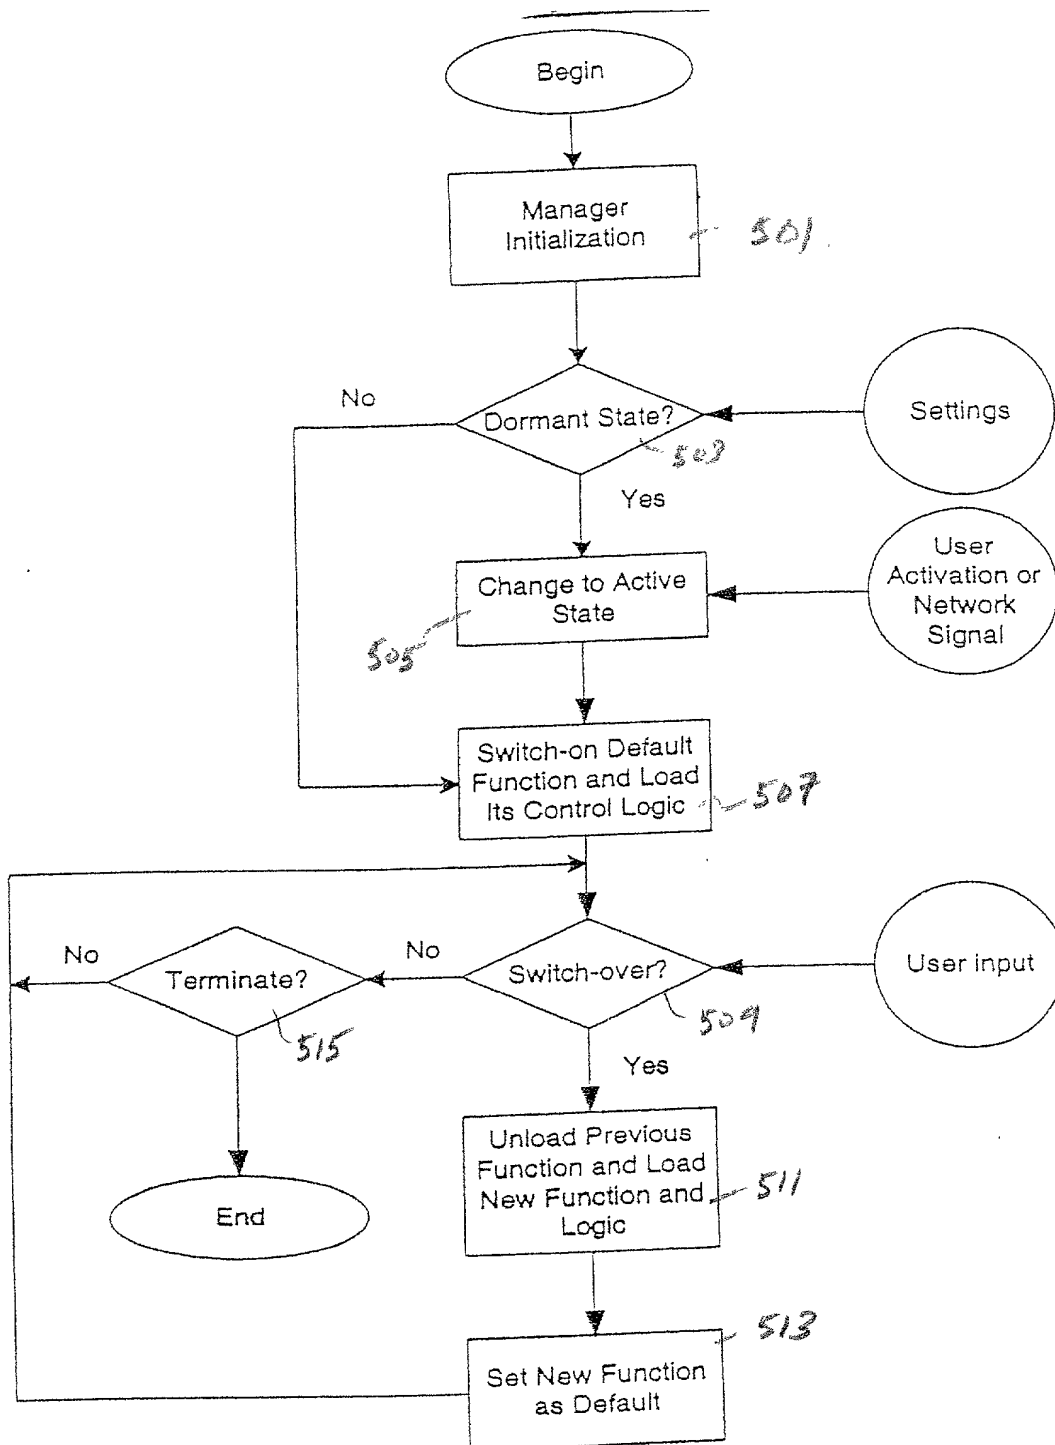 Begin
Manager
Initialization
501
No
Dormant State?
503
Settings
Yes
User
Activation or
Network
Signal
Change to Active
State
505
Switch-on Default
Function and Load
Its Control Logic
507
No
Terminate?
515
No
Switch-over?
509
User input
Yes
Unload Previous
Function and Load
New Function and
Logic
511
End
513
Set New Function
as Default